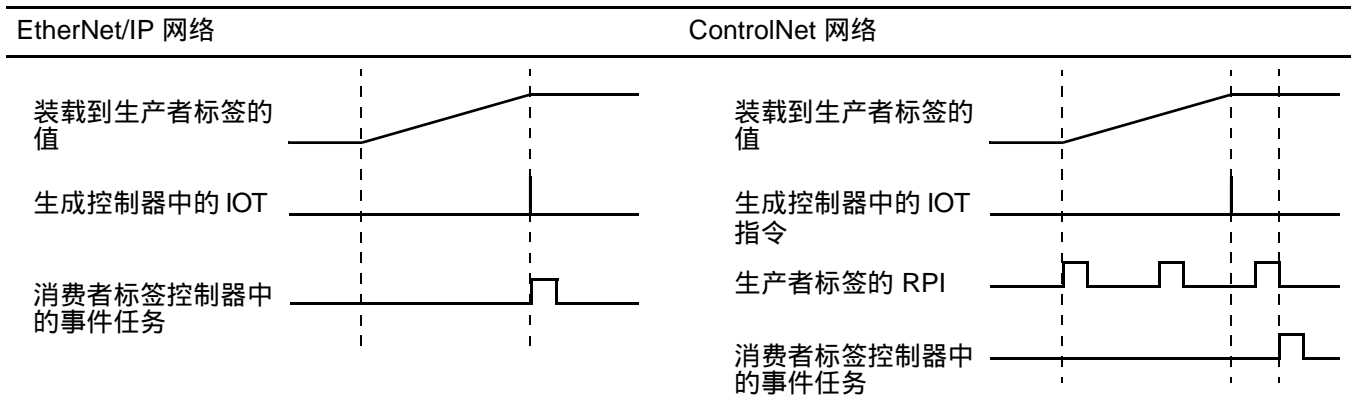 EtherNet/IP 网络
ControlNet 网络
装载到生产者标签的
值
生成控制器中的 IOT
消费者标签控制器中
的事件任务
装载到生产者标签的
值
生成控制器中的 IOT
指令
生产者标签的 RPI
消费者标签控制器中
的事件任务